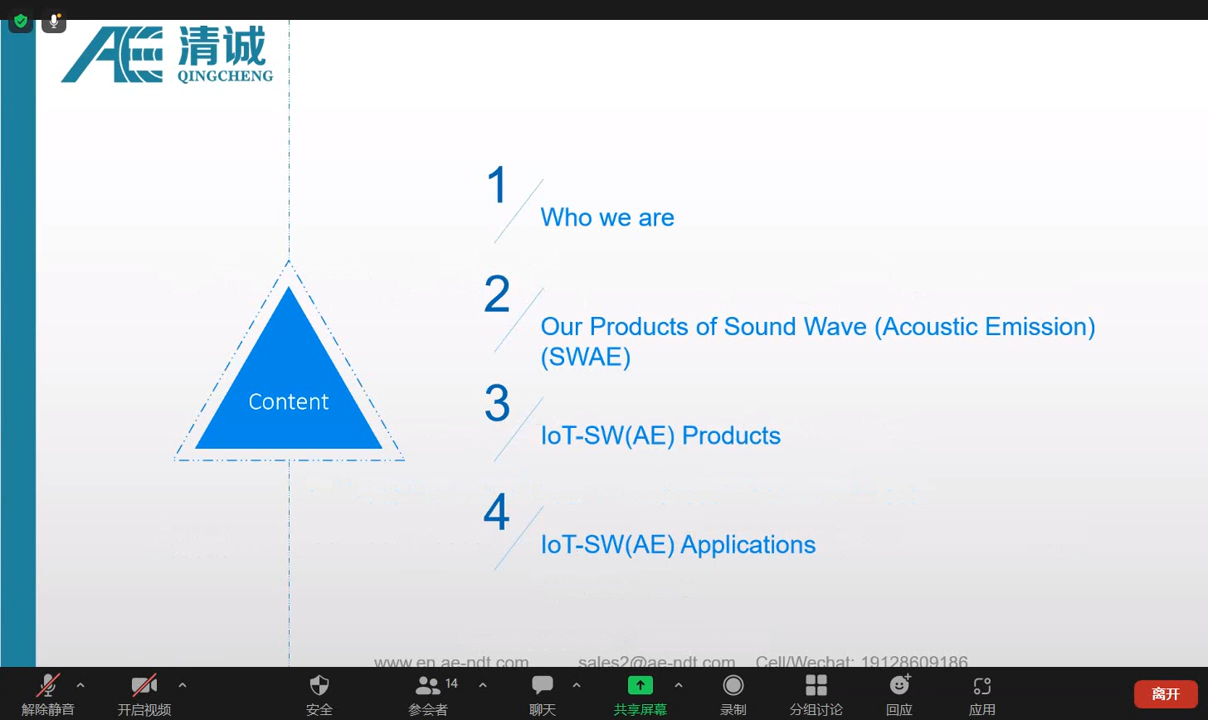 AE 清诚
QINGCHENG
1
Who we are
2
Our Products of Sound Wave (Acoustic Emission)
(SWAE)
Content
3
IoT-SW(AE) Products
4
IoT-SW(AE) Applications
www.en.ae-ndt.com sales2@ae-ndt.com Cell/Wechat: 19128609186
14
解除静音 开启视频 安全 参会者 聊天 共享屏幕 录制 分组讨论 回应 应用 离开